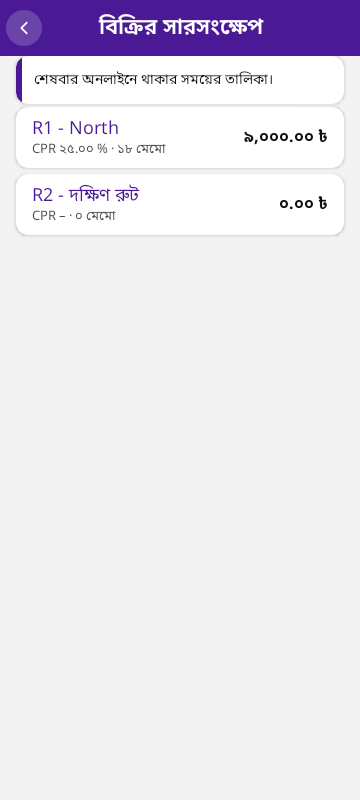 বিক্রির সারসংক্ষেপ
শেষবার অনলাইনে থাকার সময়ের তালিকা।
R1 - North
CPR ২৫.০০ % · ১৮ মেমো
৯,০০০.০০ ৳
R2 - দক্ষিণ রুট
CPR – · ০ মেমো
০.০০ ৳